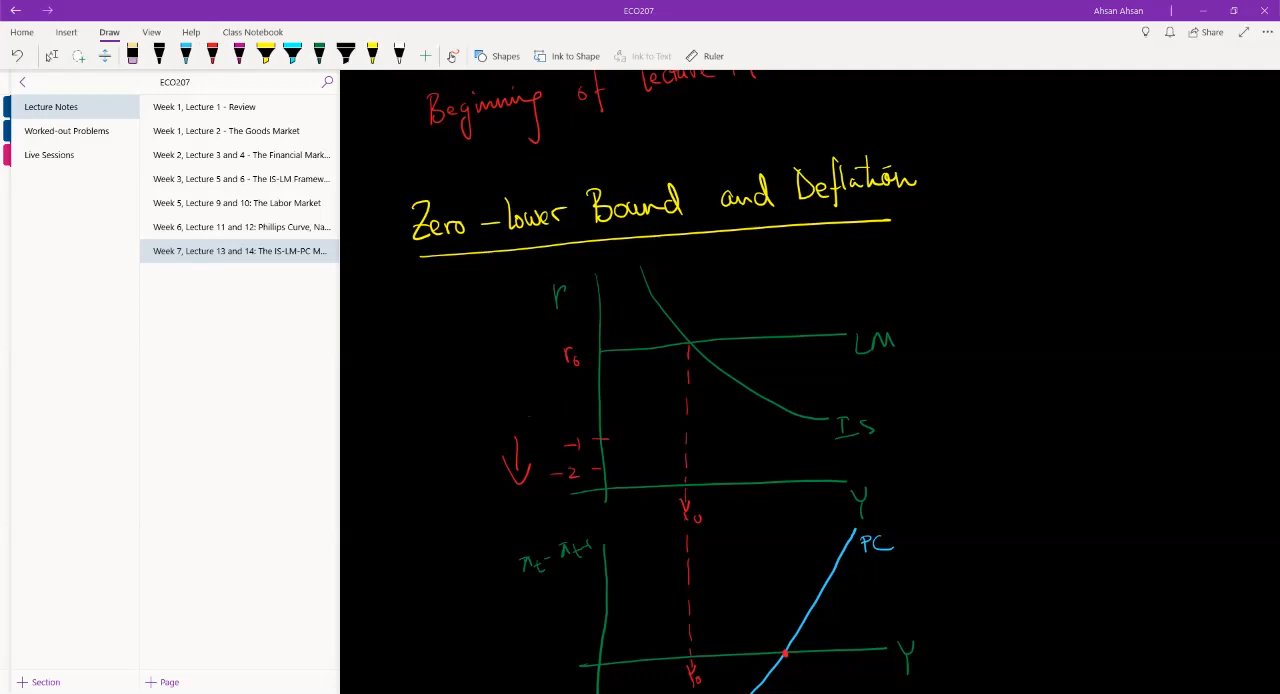 ECO207
Ahsan Ahsan
Home Insert Draw View Help Class Notebook
Share
Shapes Ink to Shape Ink to Text Ruler
ECO207
Lecture Notes
Worked-out Problems
Live Sessions
Week 1, Lecture 1 - Review
Week 1, Lecture 2 - The Goods Market
Week 2, Lecture 3 and 4 - The Financial Mark...
Week 3, Lecture 5 and 6 - The IS-LM Framew...
Week 5, Lecture 9 and 10: The Labor Market
Week 6, Lecture 11 and 12: Phillips Curve, Na...
Week 7, Lecture 13 and 14: The IS-LM-PC M...
Section
Page
Beginning of lecture
Zero-Lower Bound and Deflation
r
r₀
LM
IS
-1
-2
Y
Y₀
PC
πt - πt-1
Y
Y₀